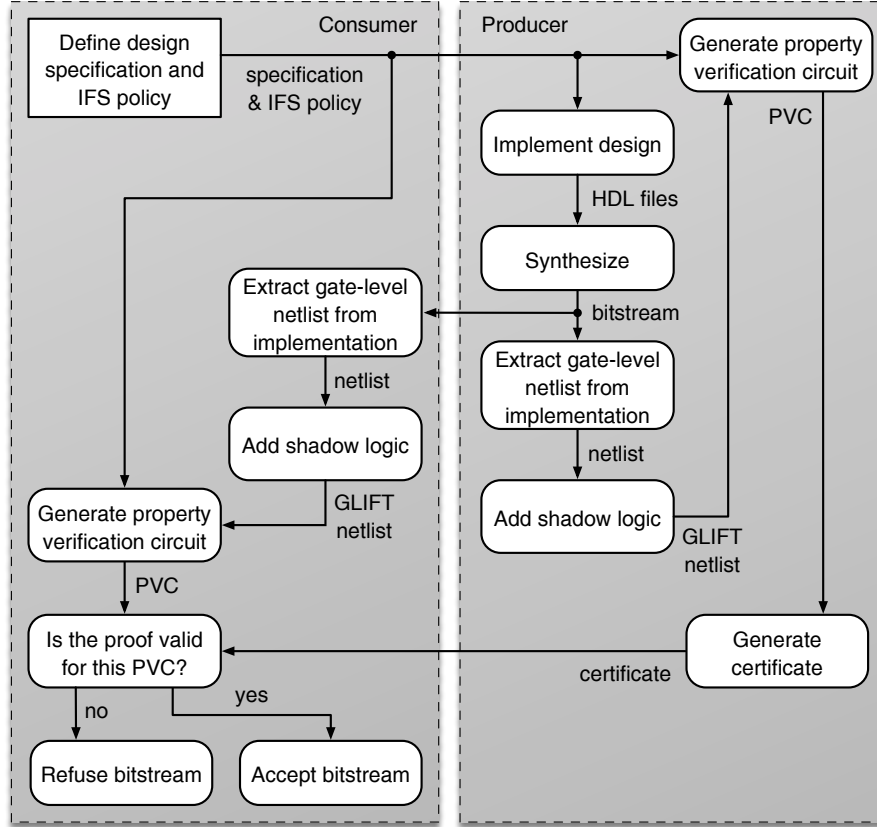 Consumer
Producer
Define design
specification and
IFS policy
specification
& IFS policy
Generate property
verification circuit
PVC
Implement design
HDL files
Synthesize
bitstream
Extract gate-level
netlist from
implementation
netlist
Add shadow logic
GLIFT
netlist
Extract gate-level
netlist from
implementation
netlist
Add shadow logic
GLIFT
netlist
Generate property
verification circuit
PVC
Is the proof valid
for this PVC?
certificate
Generate
certificate
no
yes
Refuse bitstream
Accept bitstream